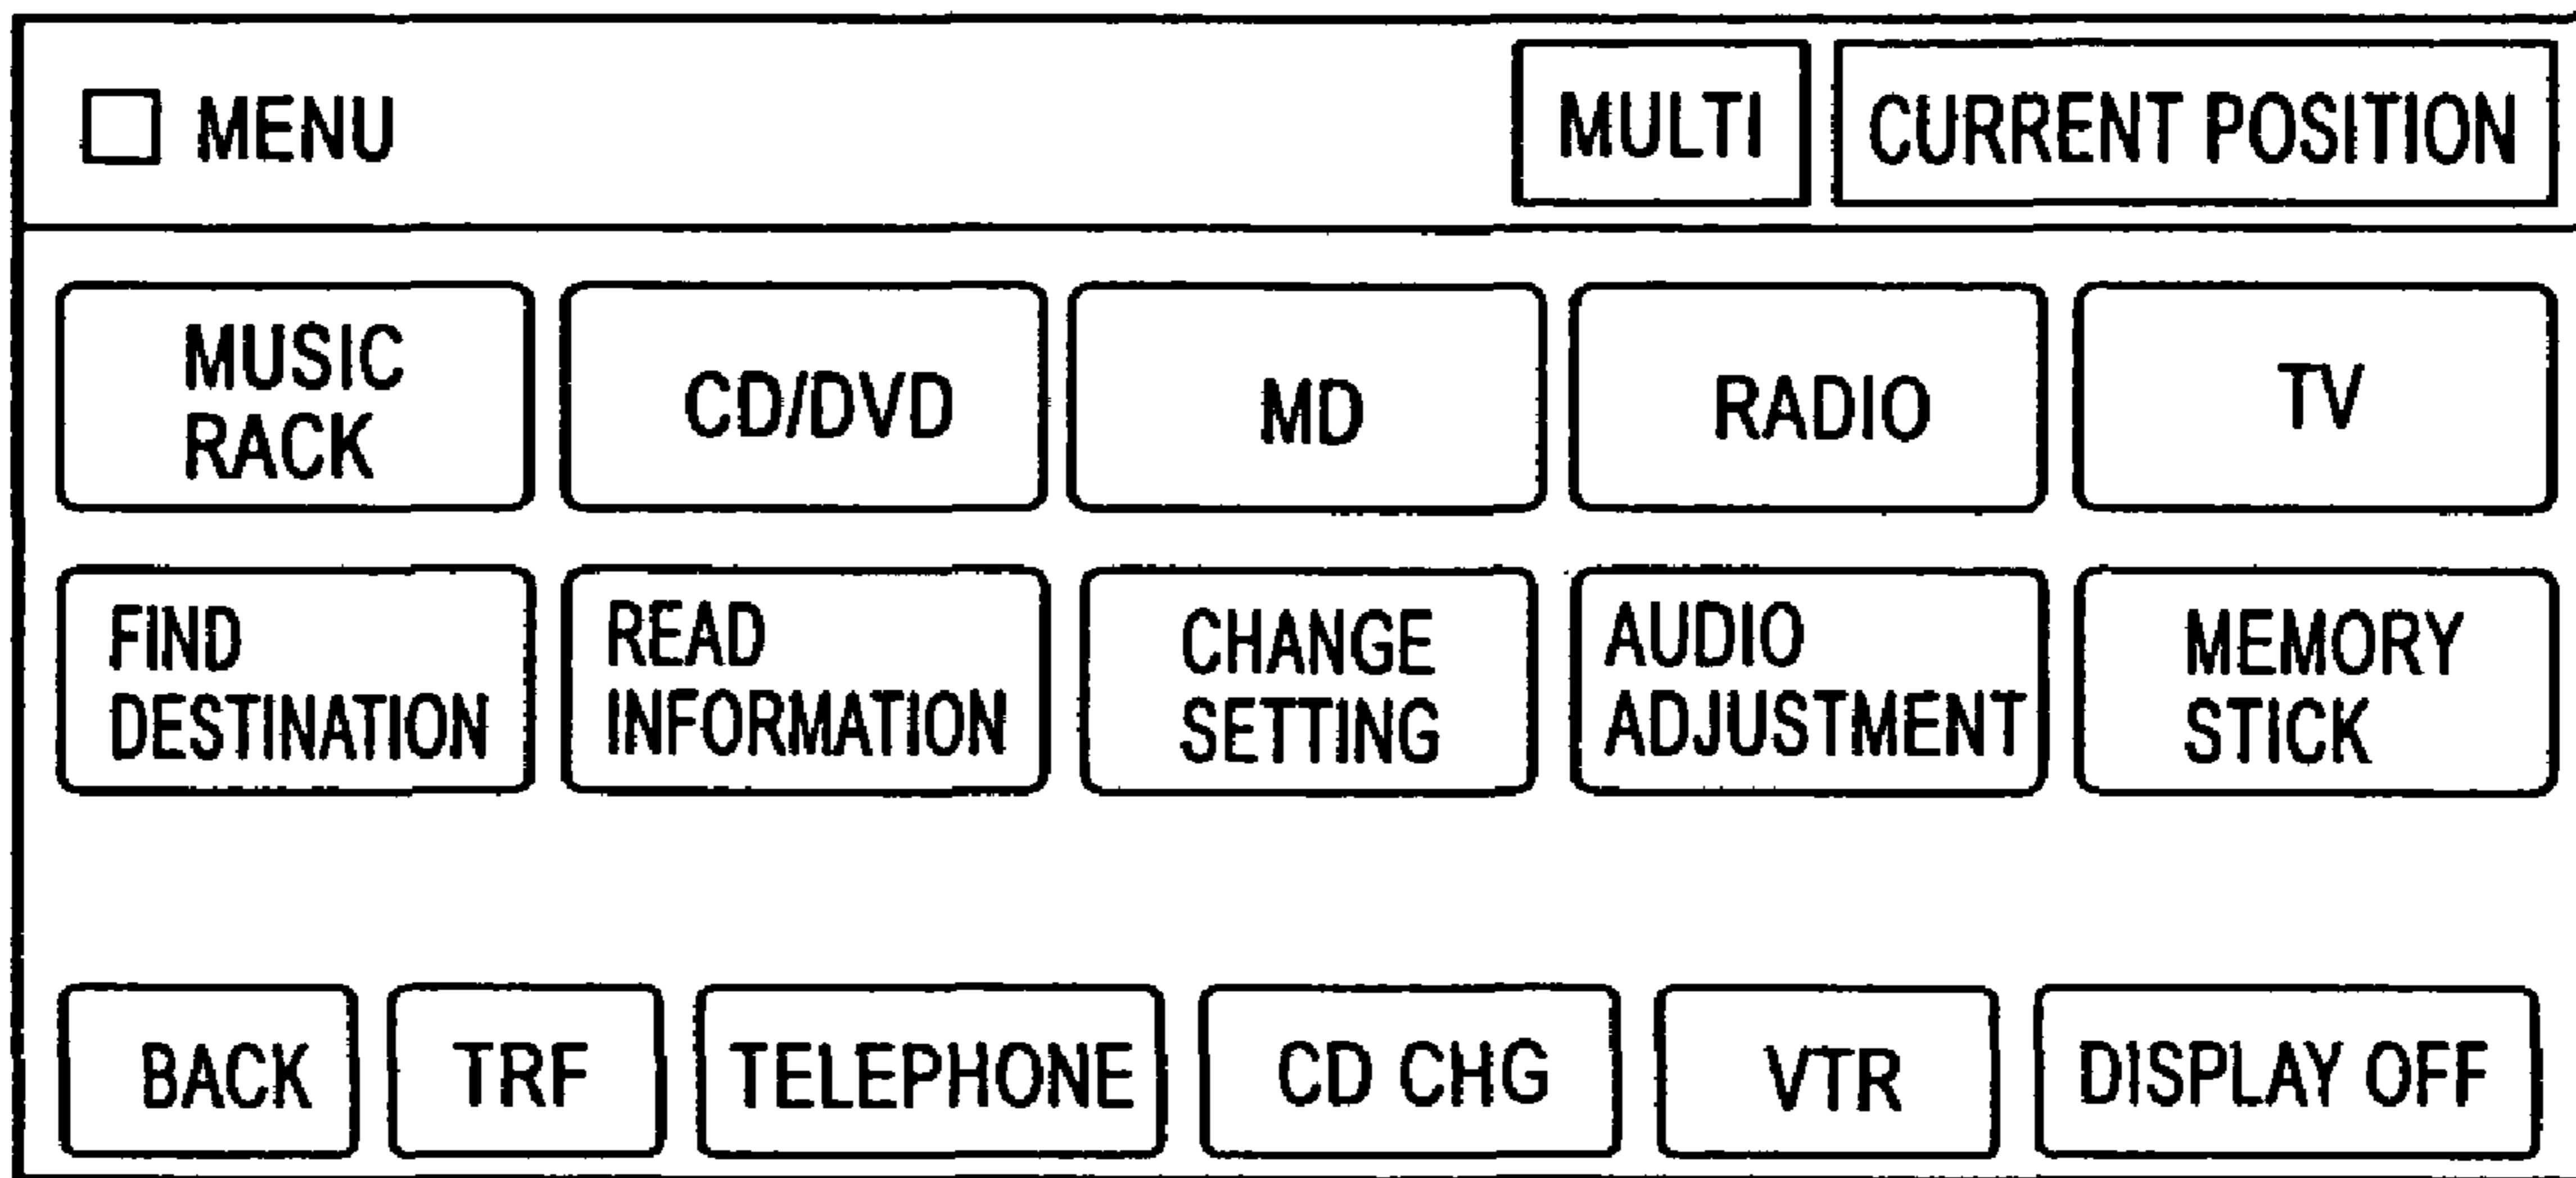 MENU
MULTI
CURRENT POSITION
MUSIC
RACK
CD/DVD
MD
RADIO
TV
FIND
DESTINATION
READ
INFORMATION
CHANGE
SETTING
AUDIO
ADJUSTMENT
MEMORY
STICK
BACK
TRF
TELEPHONE
CD CHG
VTR
DISPLAY OFF